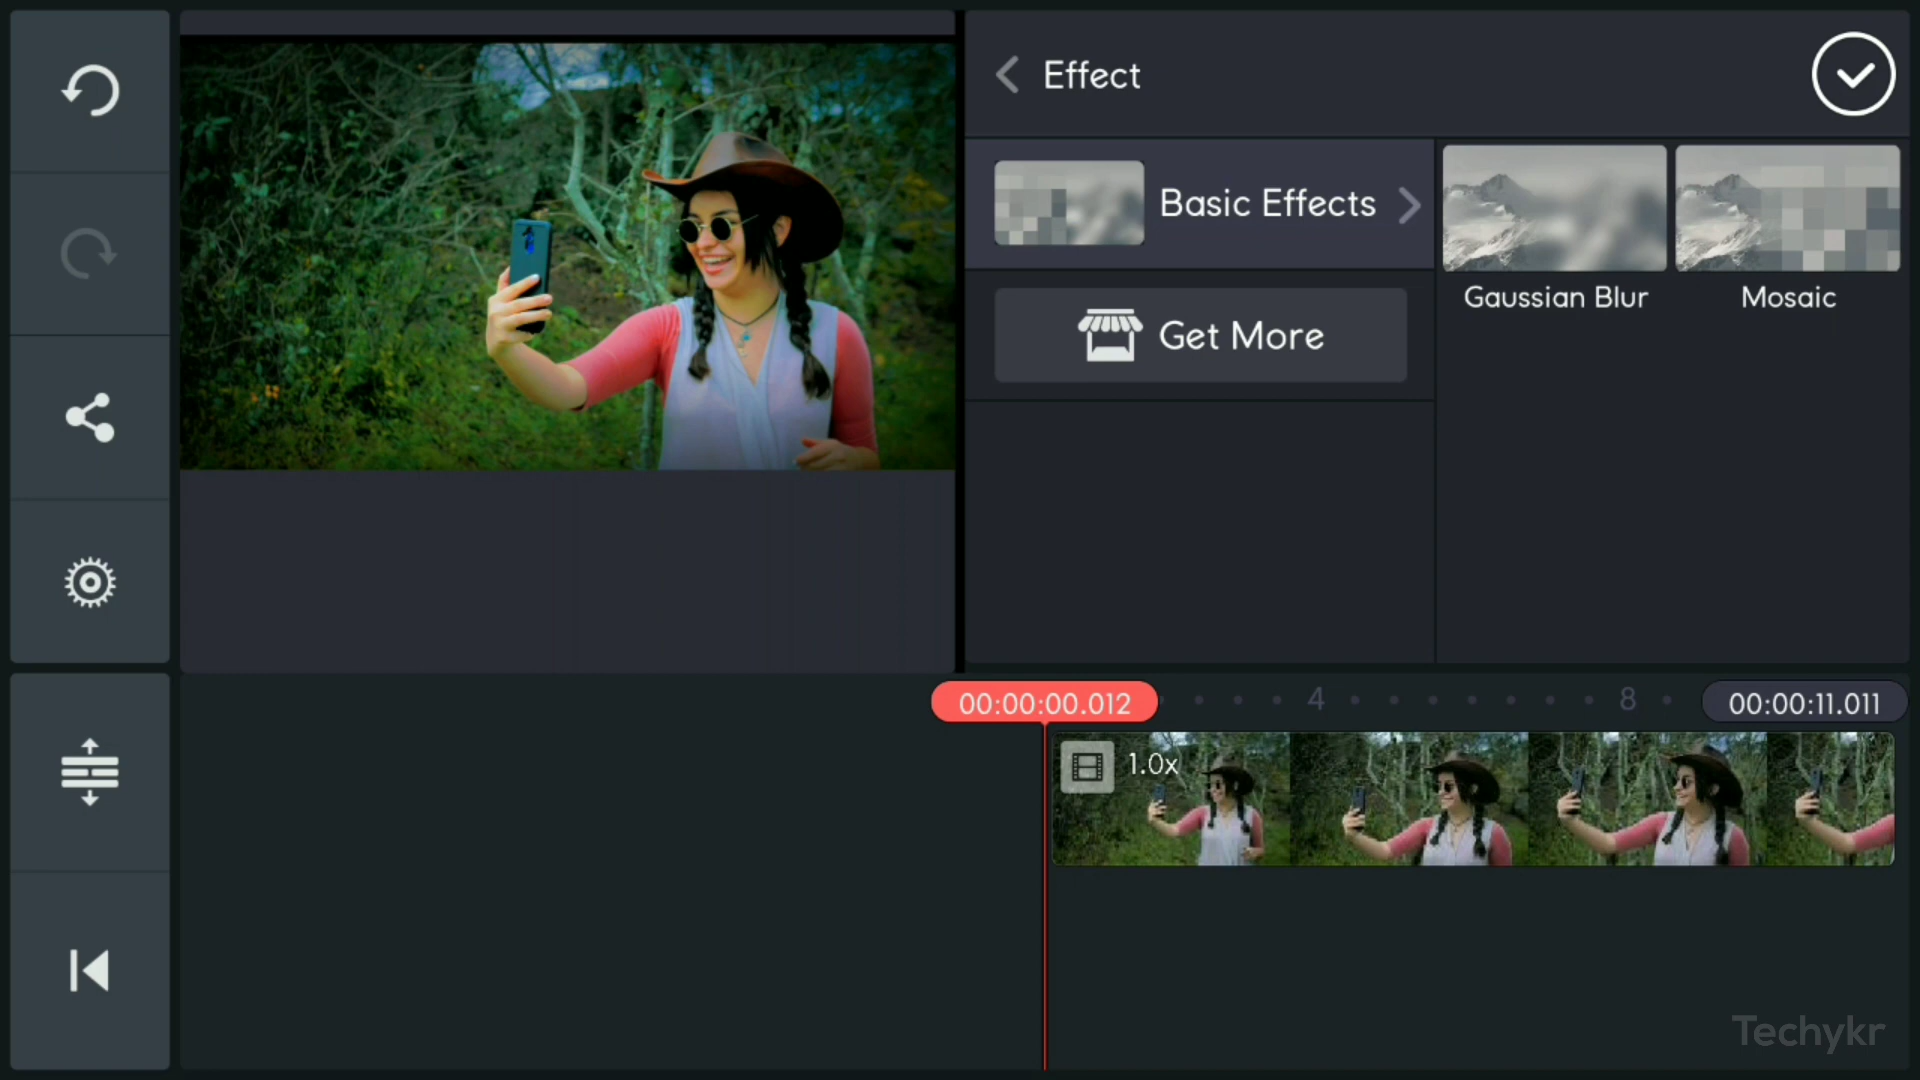 Effect
Basic Effects
Get More
Gaussian Blur
Mosaic
00:00:00.012
4
8
00:00:11.011
1.0x
Techykr